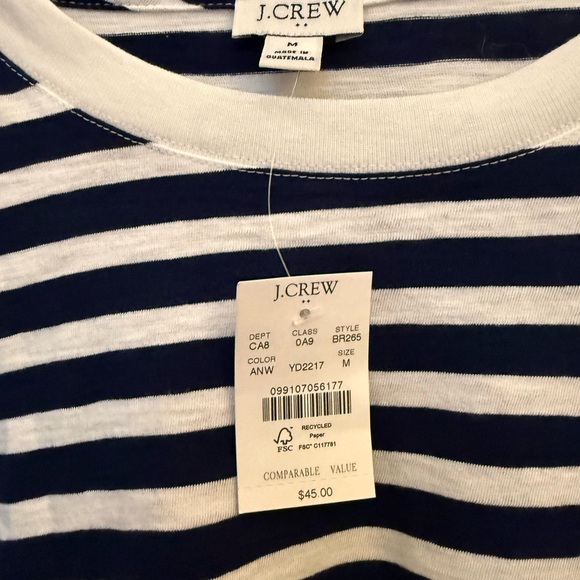 J.CREW
M
MADE IN
GUATEMALA
J.CREW
DEPT CLASS STYLE
CA8 0A9 BR265
COLOR SIZE
ANW YD2217 M
099107056177
RECYCLED
Paper
FSC
FSC® C117781
COMPARABLE VALUE
$45.00